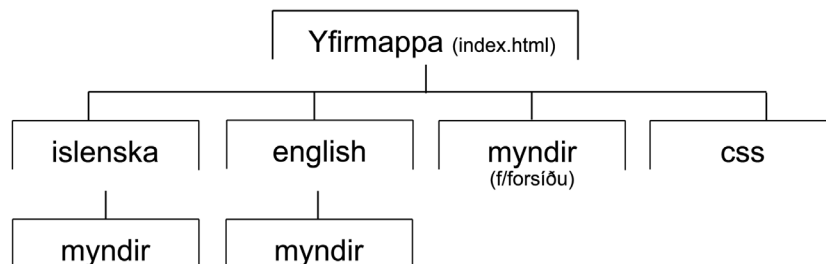 Yfirmappa (index.html)
islenska
english
myndir
(f/forsíðu)
css
myndir
myndir